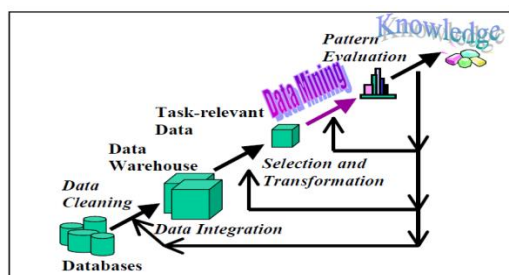 Knowledge
Pattern
Evaluation
Data Mining
Task-relevant
Data
Selection and
Transformation
Data
Warehouse
Data
Cleaning
Data Integration
Databases